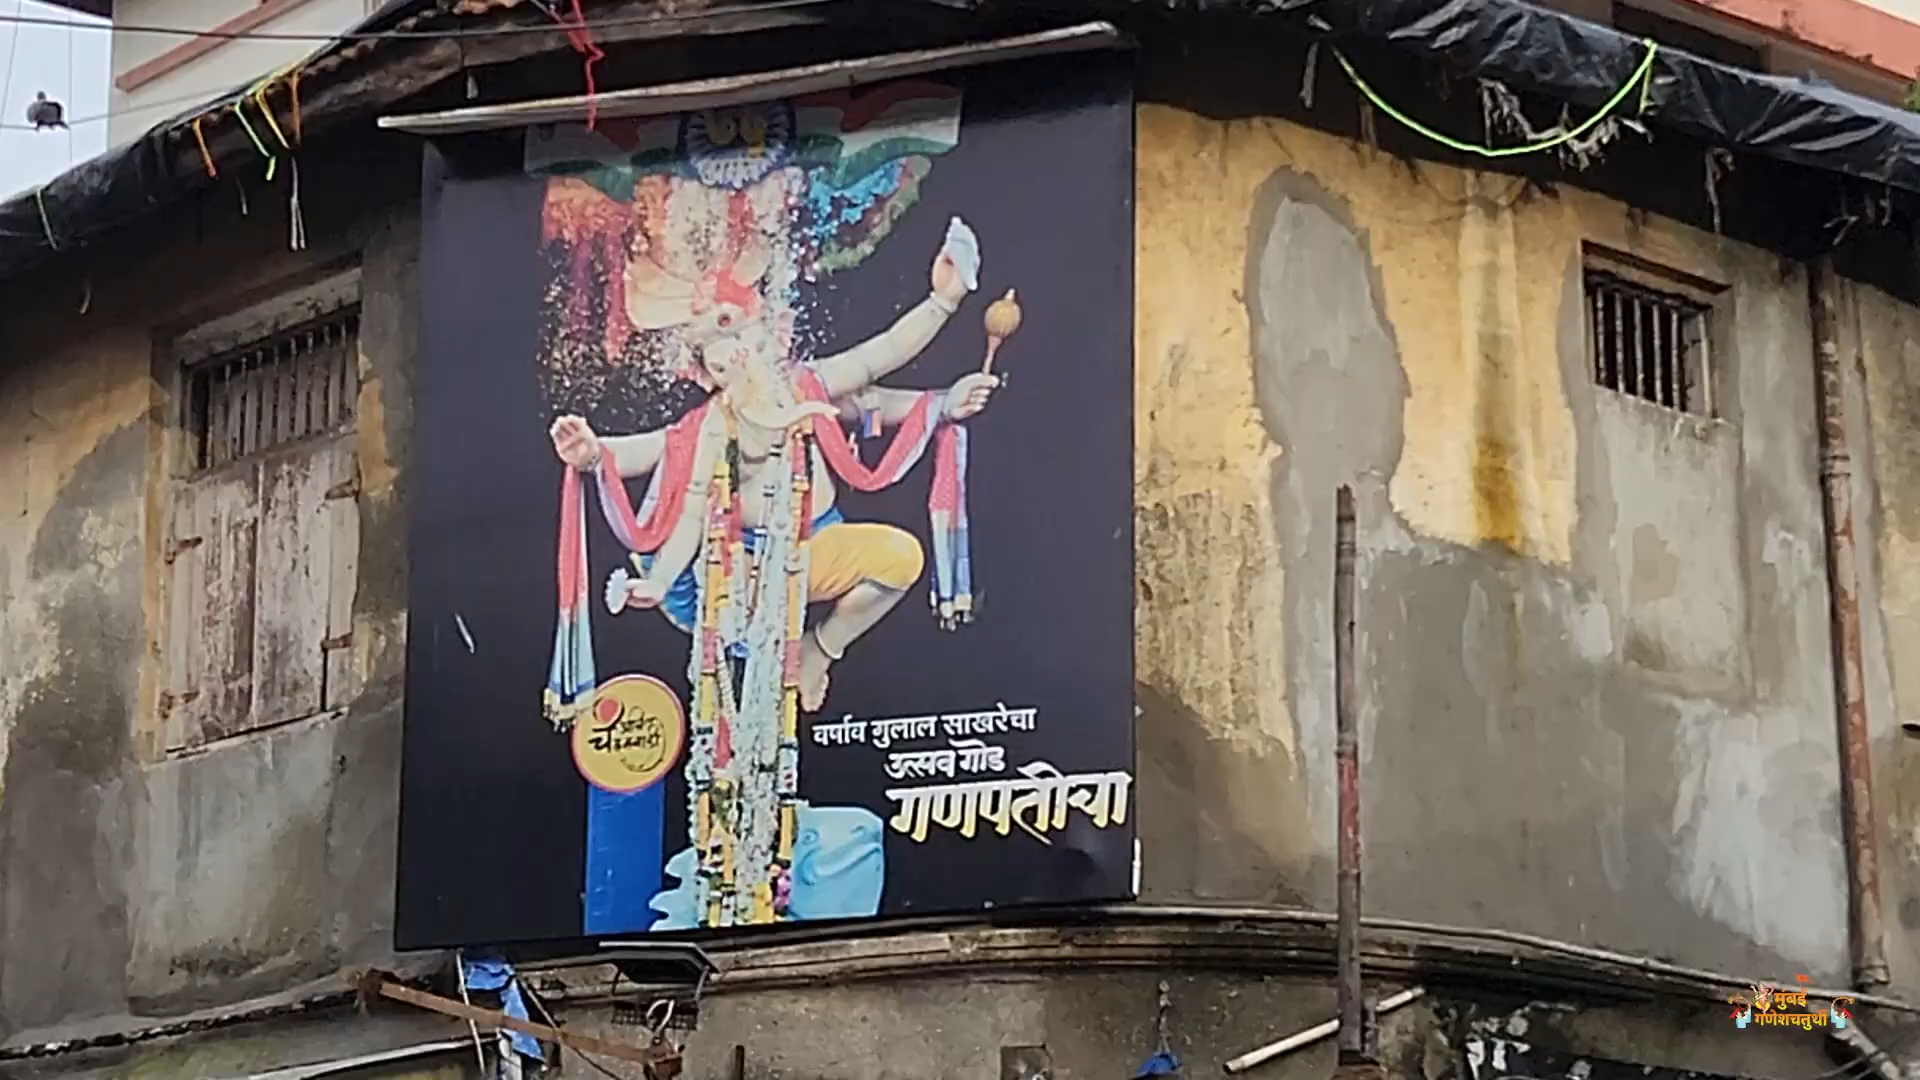 वर्षाव गुलाल साखरेचा
उत्सव गोड
गणपतीचा
मुंबई
गणेशचतुर्थी